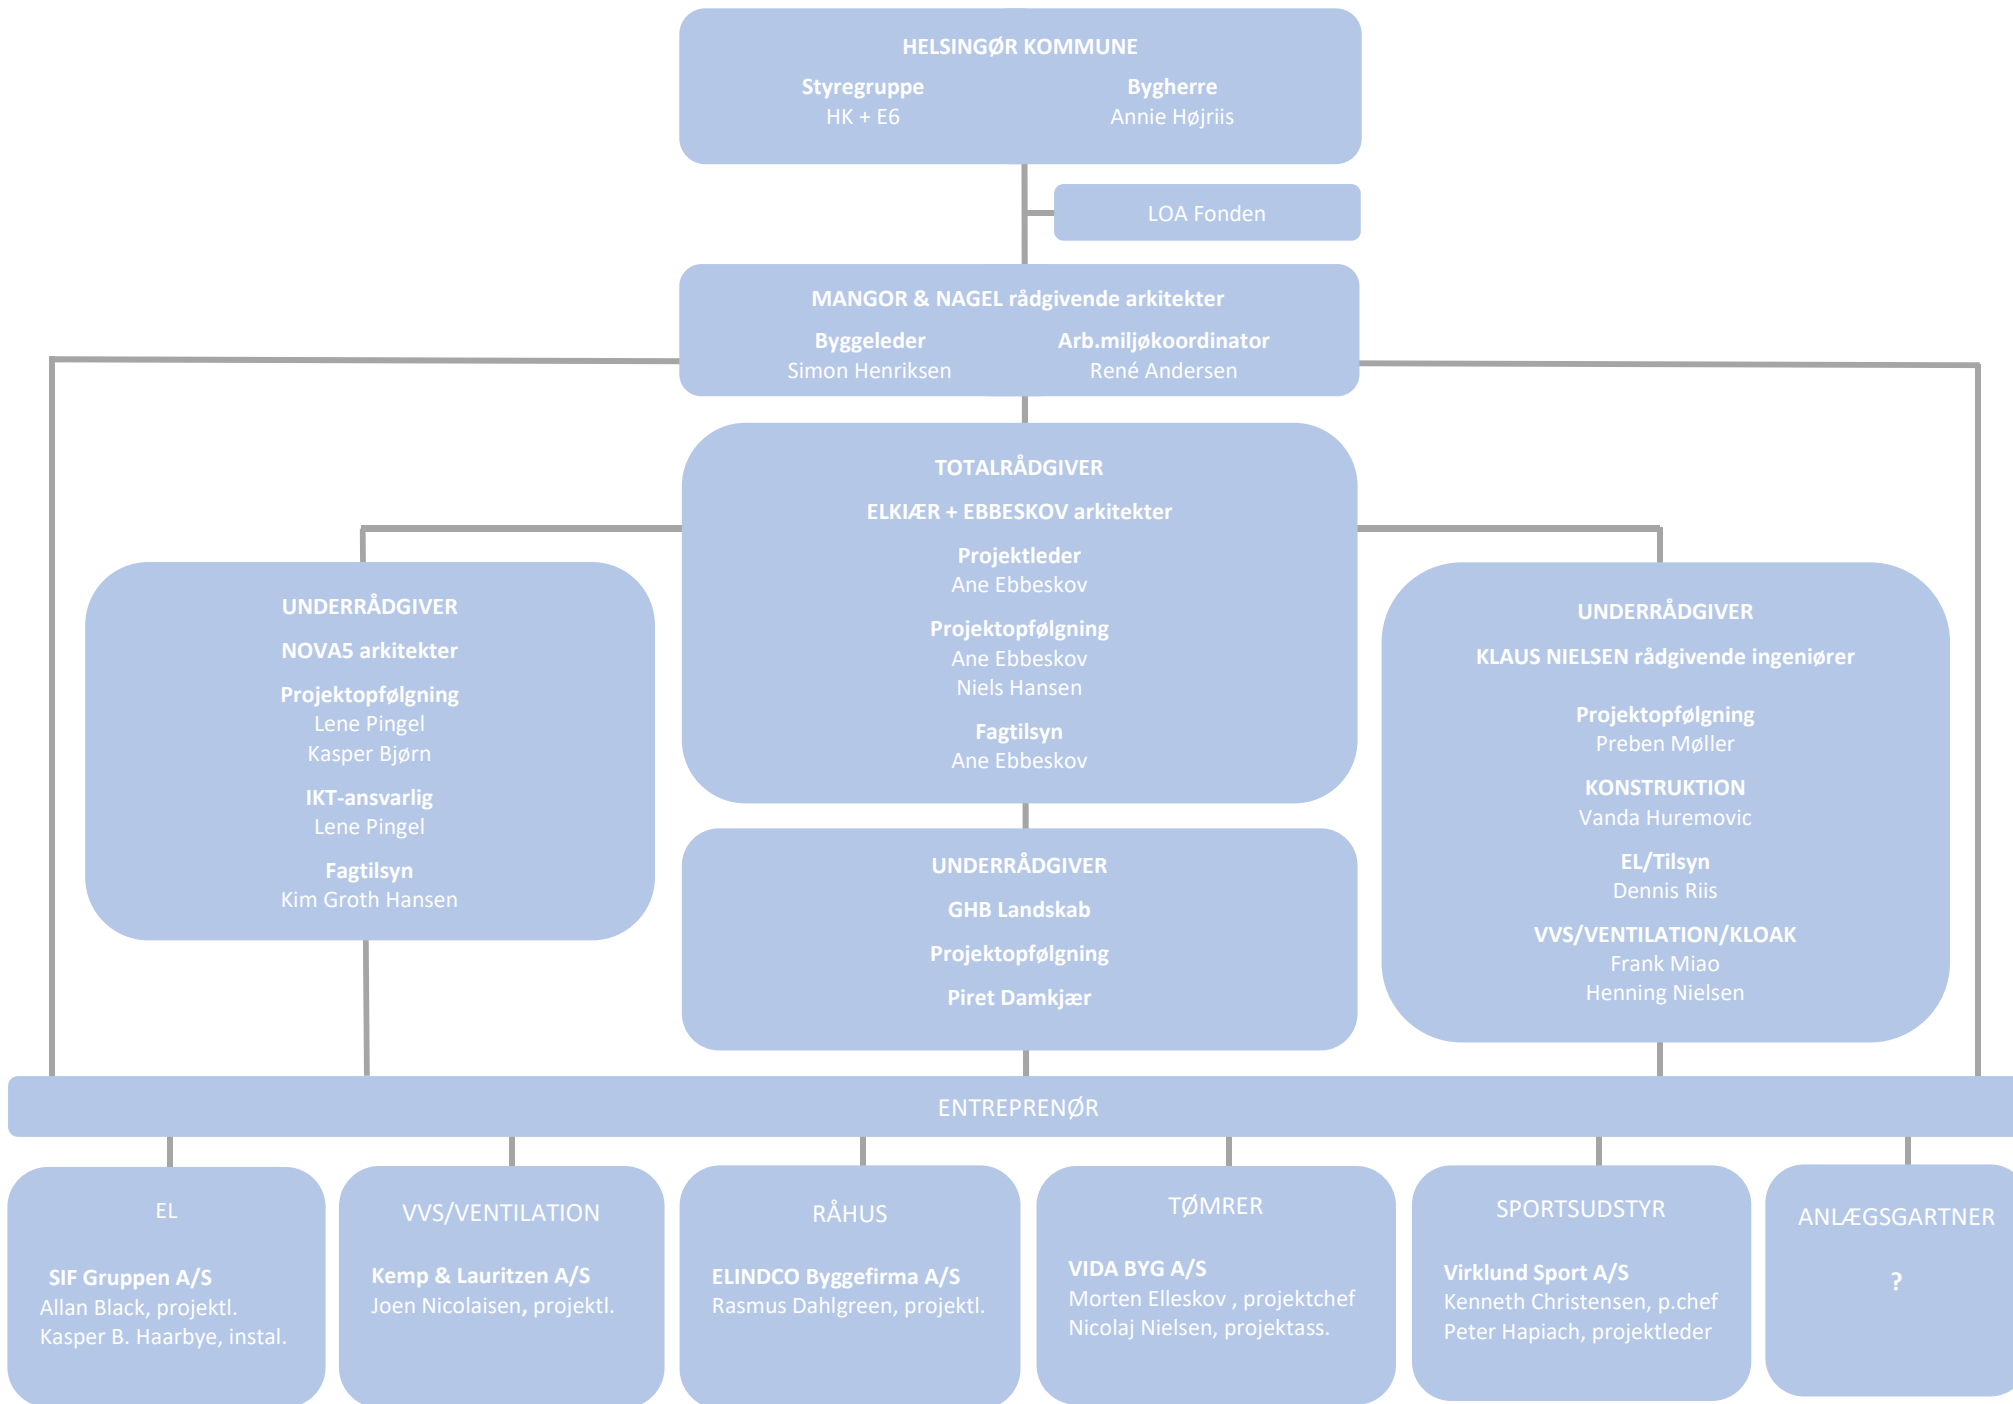 HELSINGØR KOMMUNE
Styregruppe
HK + E6
Bygherre
Annie Højriis
LOA Fonden
MANGOR & NAGEL rådgivende arkitekter
Byggeleder
Simon Henriksen
Arb.miljøkoordinator
René Andersen
TOTALRÅDGIVER
ELKIÆR + EBBESKOV arkitekter
Projektleder
Ane Ebbeskov
Projektopfølgning
Ane Ebbeskov
Niels Hansen
Fagtilsyn
Ane Ebbeskov
UNDERRÅDGIVER
NOVA5 arkitekter
Projektopfølgning
Lene Pingel
Kasper Bjørn
IKT-ansvarlig
Lene Pingel
Fagtilsyn
Kim Groth Hansen
UNDERRÅDGIVER
GHB Landskab
Projektopfølgning
Piret Damkjær
UNDERRÅDGIVER
KLAUS NIELSEN rådgivende ingeniører
Projektopfølgning
Preben Møller
KONSTRUKTION
Vanda Huremovic
EL/Tilsyn
Dennis Riis
VVS/VENTILATION/KLOAK
Frank Miao
Henning Nielsen
ENTREPRENØR
EL
SIF Gruppen A/S
Allan Black, projektl.
Kasper B. Haarbye, instal.
VVS/VENTILATION
Kemp & Lauritzen A/S
Joen Nicolaisen, projektl.
RÅHUS
ELINDCO Byggefirma A/S
Rasmus Dahlgreen, projektl.
TØMRER
VIDA BYG A/S
Morten Elleskov , projektchef
Nicolaj Nielsen, projektass.
SPORTSUDSTYR
Virklund Sport A/S
Kenneth Christensen, p.chef
Peter Hapiach, projektleder
ANLÆGSGARTNER
?